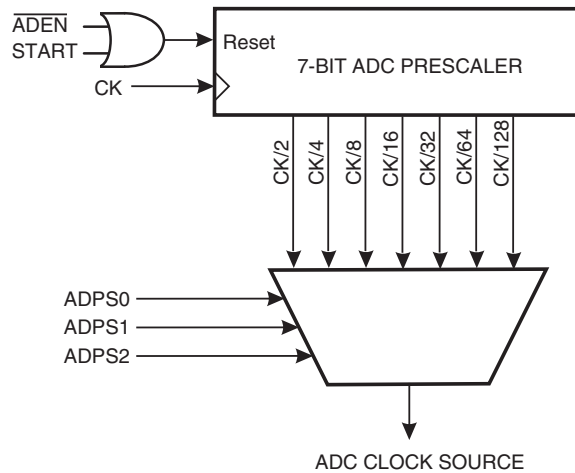 ADEN
START
Reset
7-BIT ADC PRESCALER
CK
CK/2
CK/4
CK/8
CK/16
CK/32
CK/64
CK/128
ADPS0
ADPS1
ADPS2
ADC CLOCK SOURCE